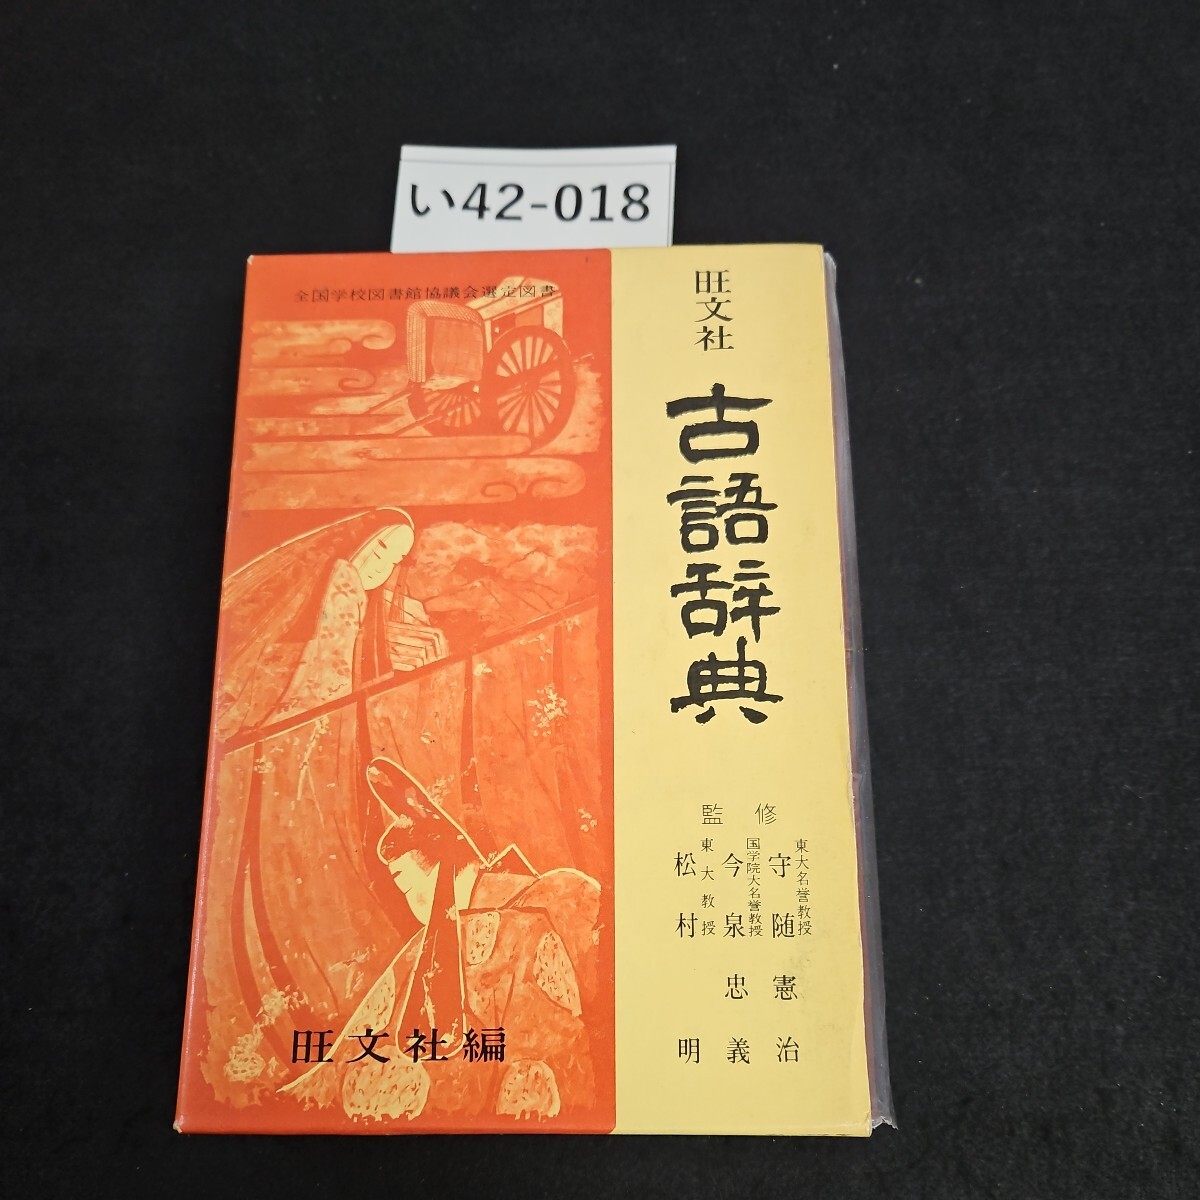 い42-018
全国学校図書館協議会選定図書
旺文社
古語辞典
監修
東大名誉教授
守随憲治
国学院大名誉教授
今泉忠義
東大教授
松村明
旺文社編